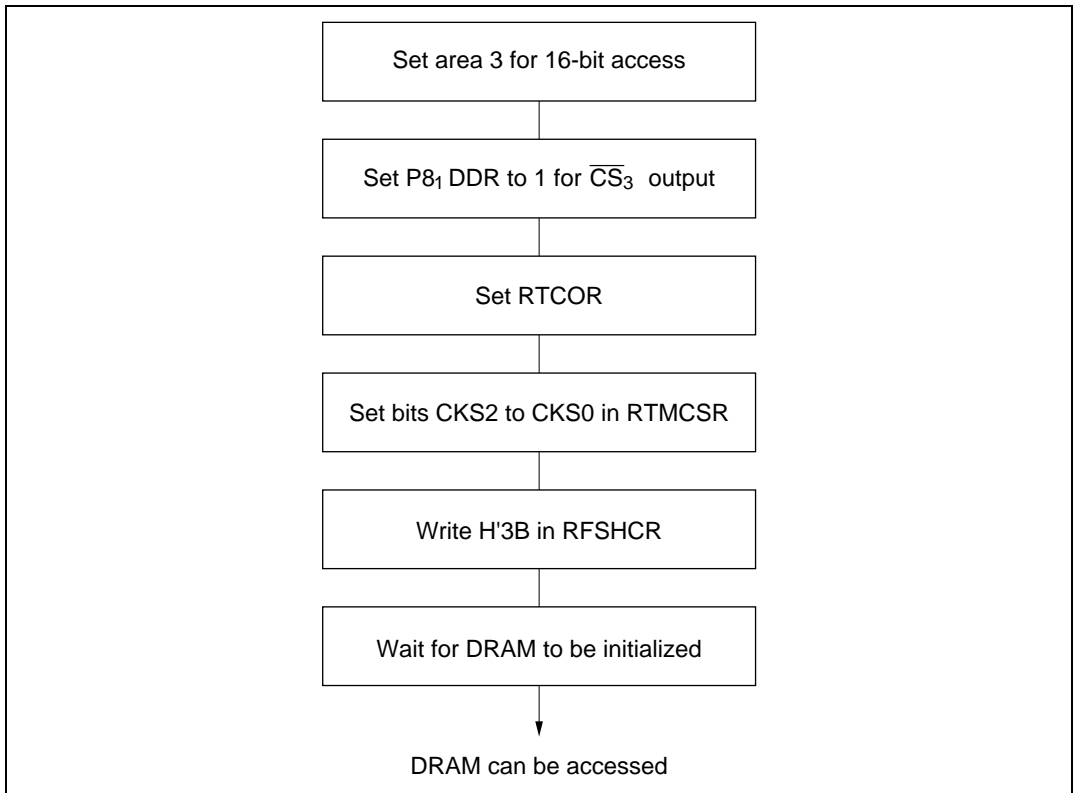 Set area 3 for 16-bit access
Set P8₁ DDR to 1 for C̅S̅₃ output
Set RTCOR
Set bits CKS2 to CKS0 in RTMCSR
Write H'3B in RFSHCR
Wait for DRAM to be initialized
DRAM can be accessed